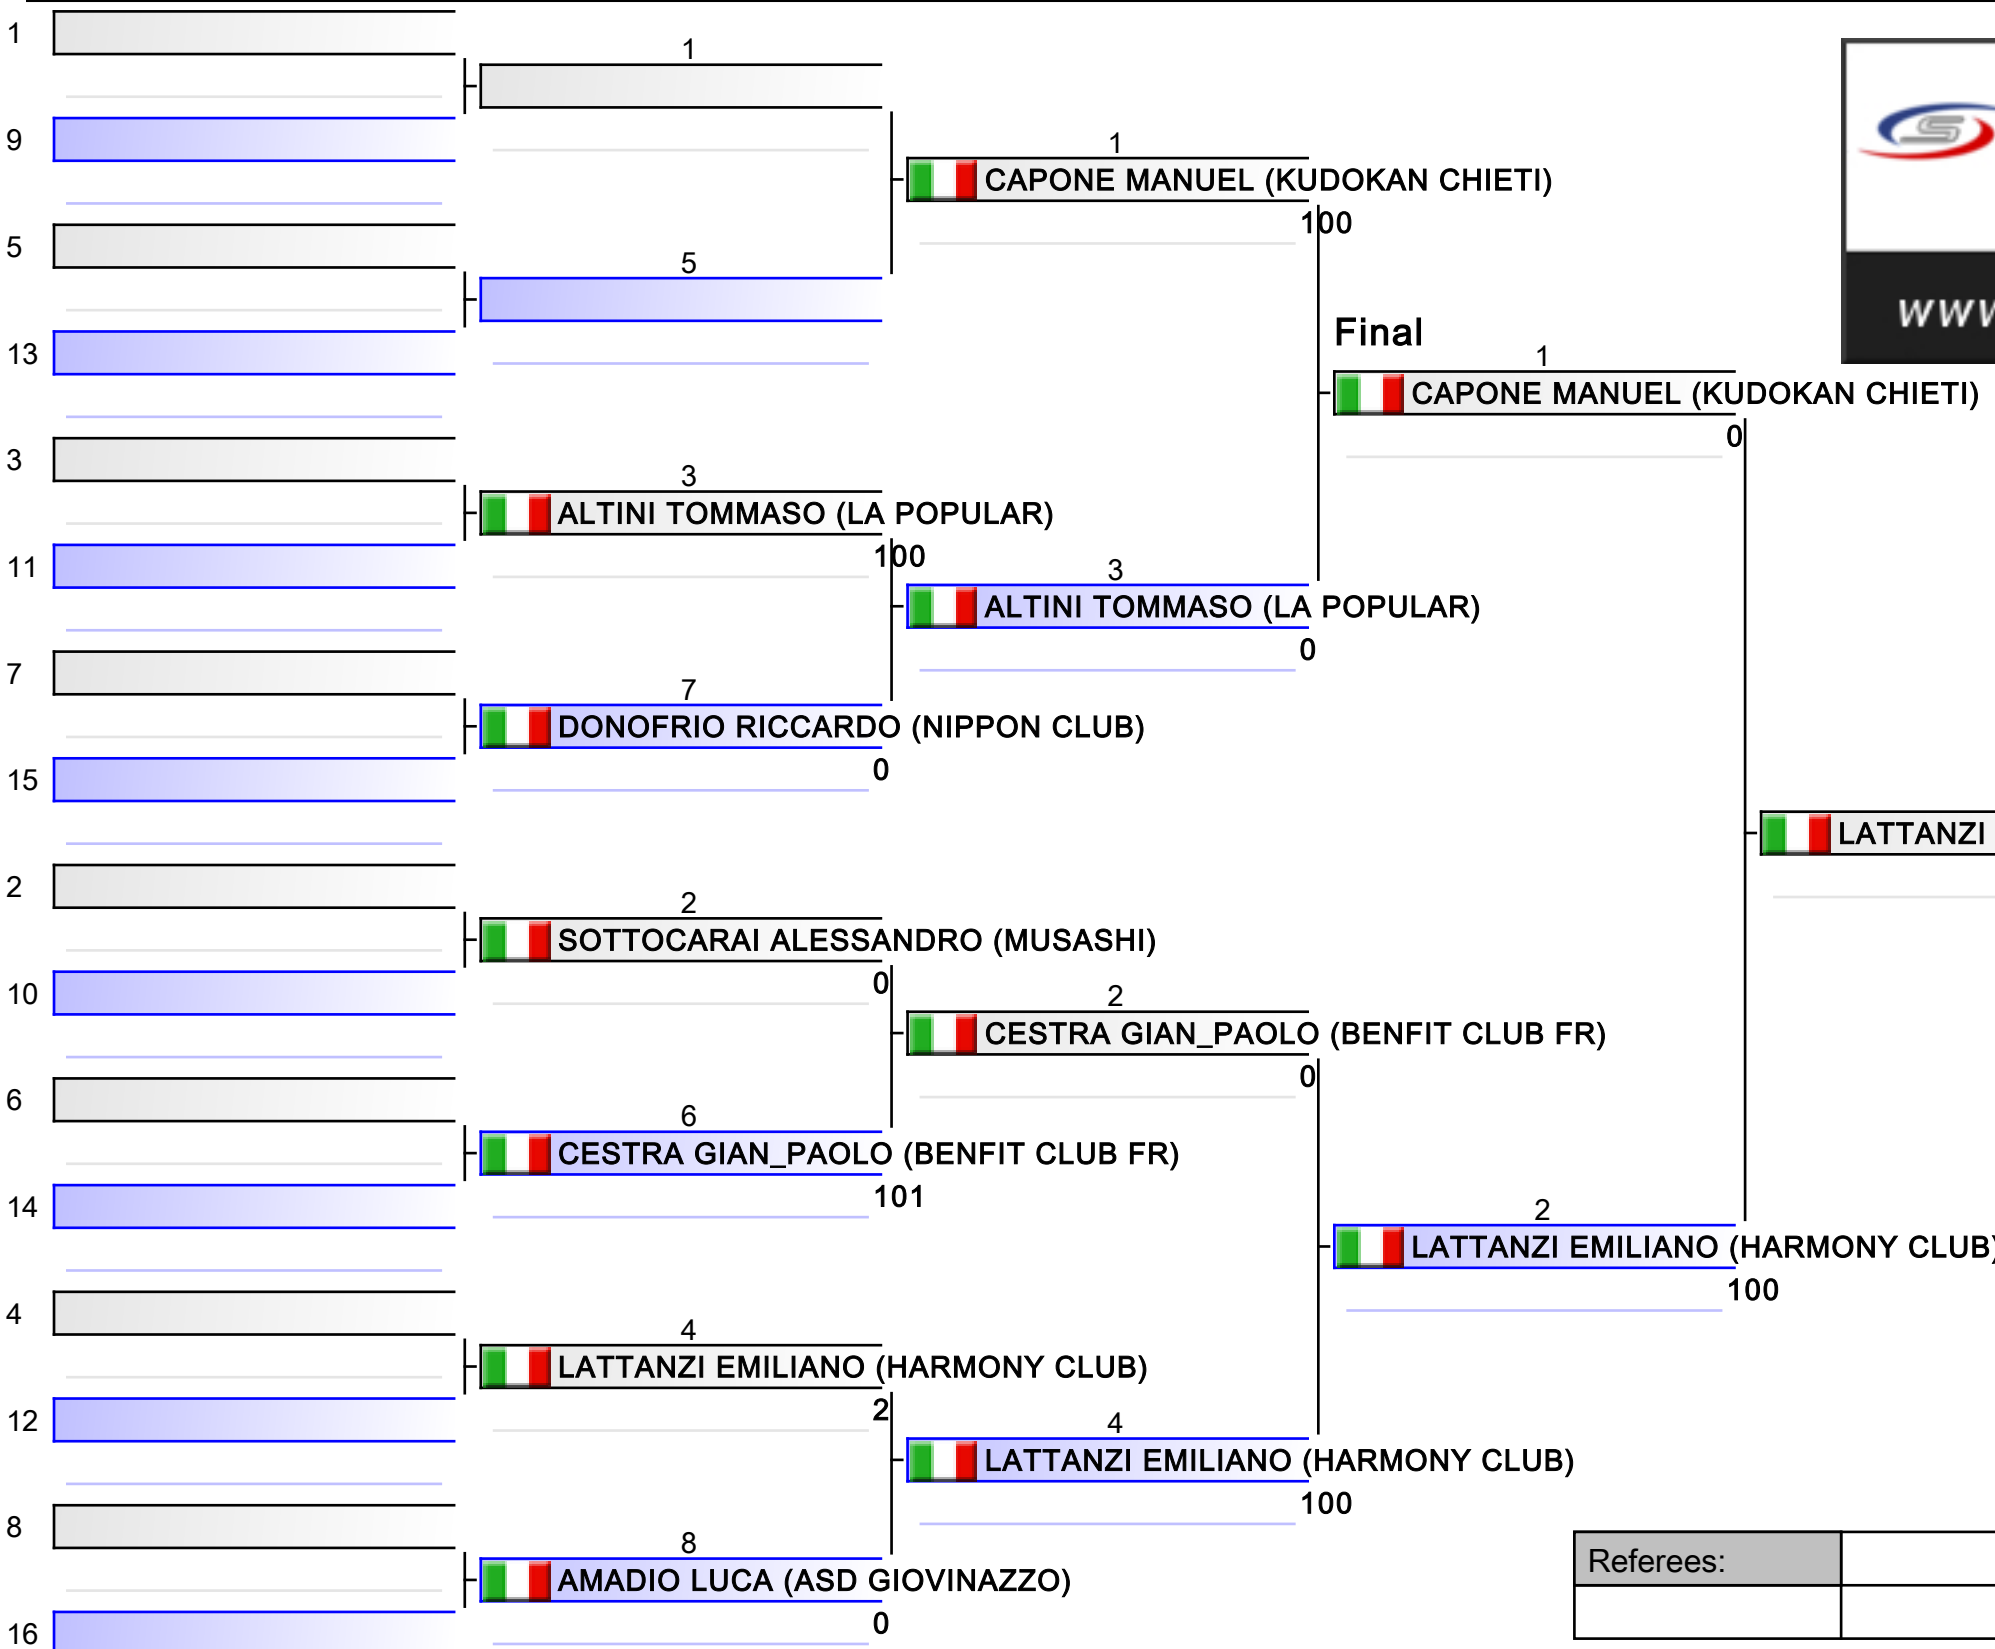 1
9
5
13
3
11
7
15
2
10
6
14
4
12
8
16
1
5
3
ALTINI TOMMASO (LA POPULAR)
100
7
DONOFRIO RICCARDO (NIPPON CLUB)
0
2
SOTTOCARAI ALESSANDRO (MUSASHI)
0
6
CESTRA GIAN_PAOLO (BENFIT CLUB FR)
101
4
LATTANZI EMILIANO (HARMONY CLUB)
2
8
AMADIO LUCA (ASD GIOVINAZZO)
0
1
CAPONE MANUEL (KUDOKAN CHIETI)
100
3
ALTINI TOMMASO (LA POPULAR)
0
2
CESTRA GIAN_PAOLO (BENFIT CLUB FR)
0
4
LATTANZI EMILIANO (HARMONY CLUB)
100
Final
1
CAPONE MANUEL (KUDOKAN CHIETI)
0
2
LATTANZI EMILIANO (HARMONY CLUB)
100
LATTANZI
S
www
Referees: